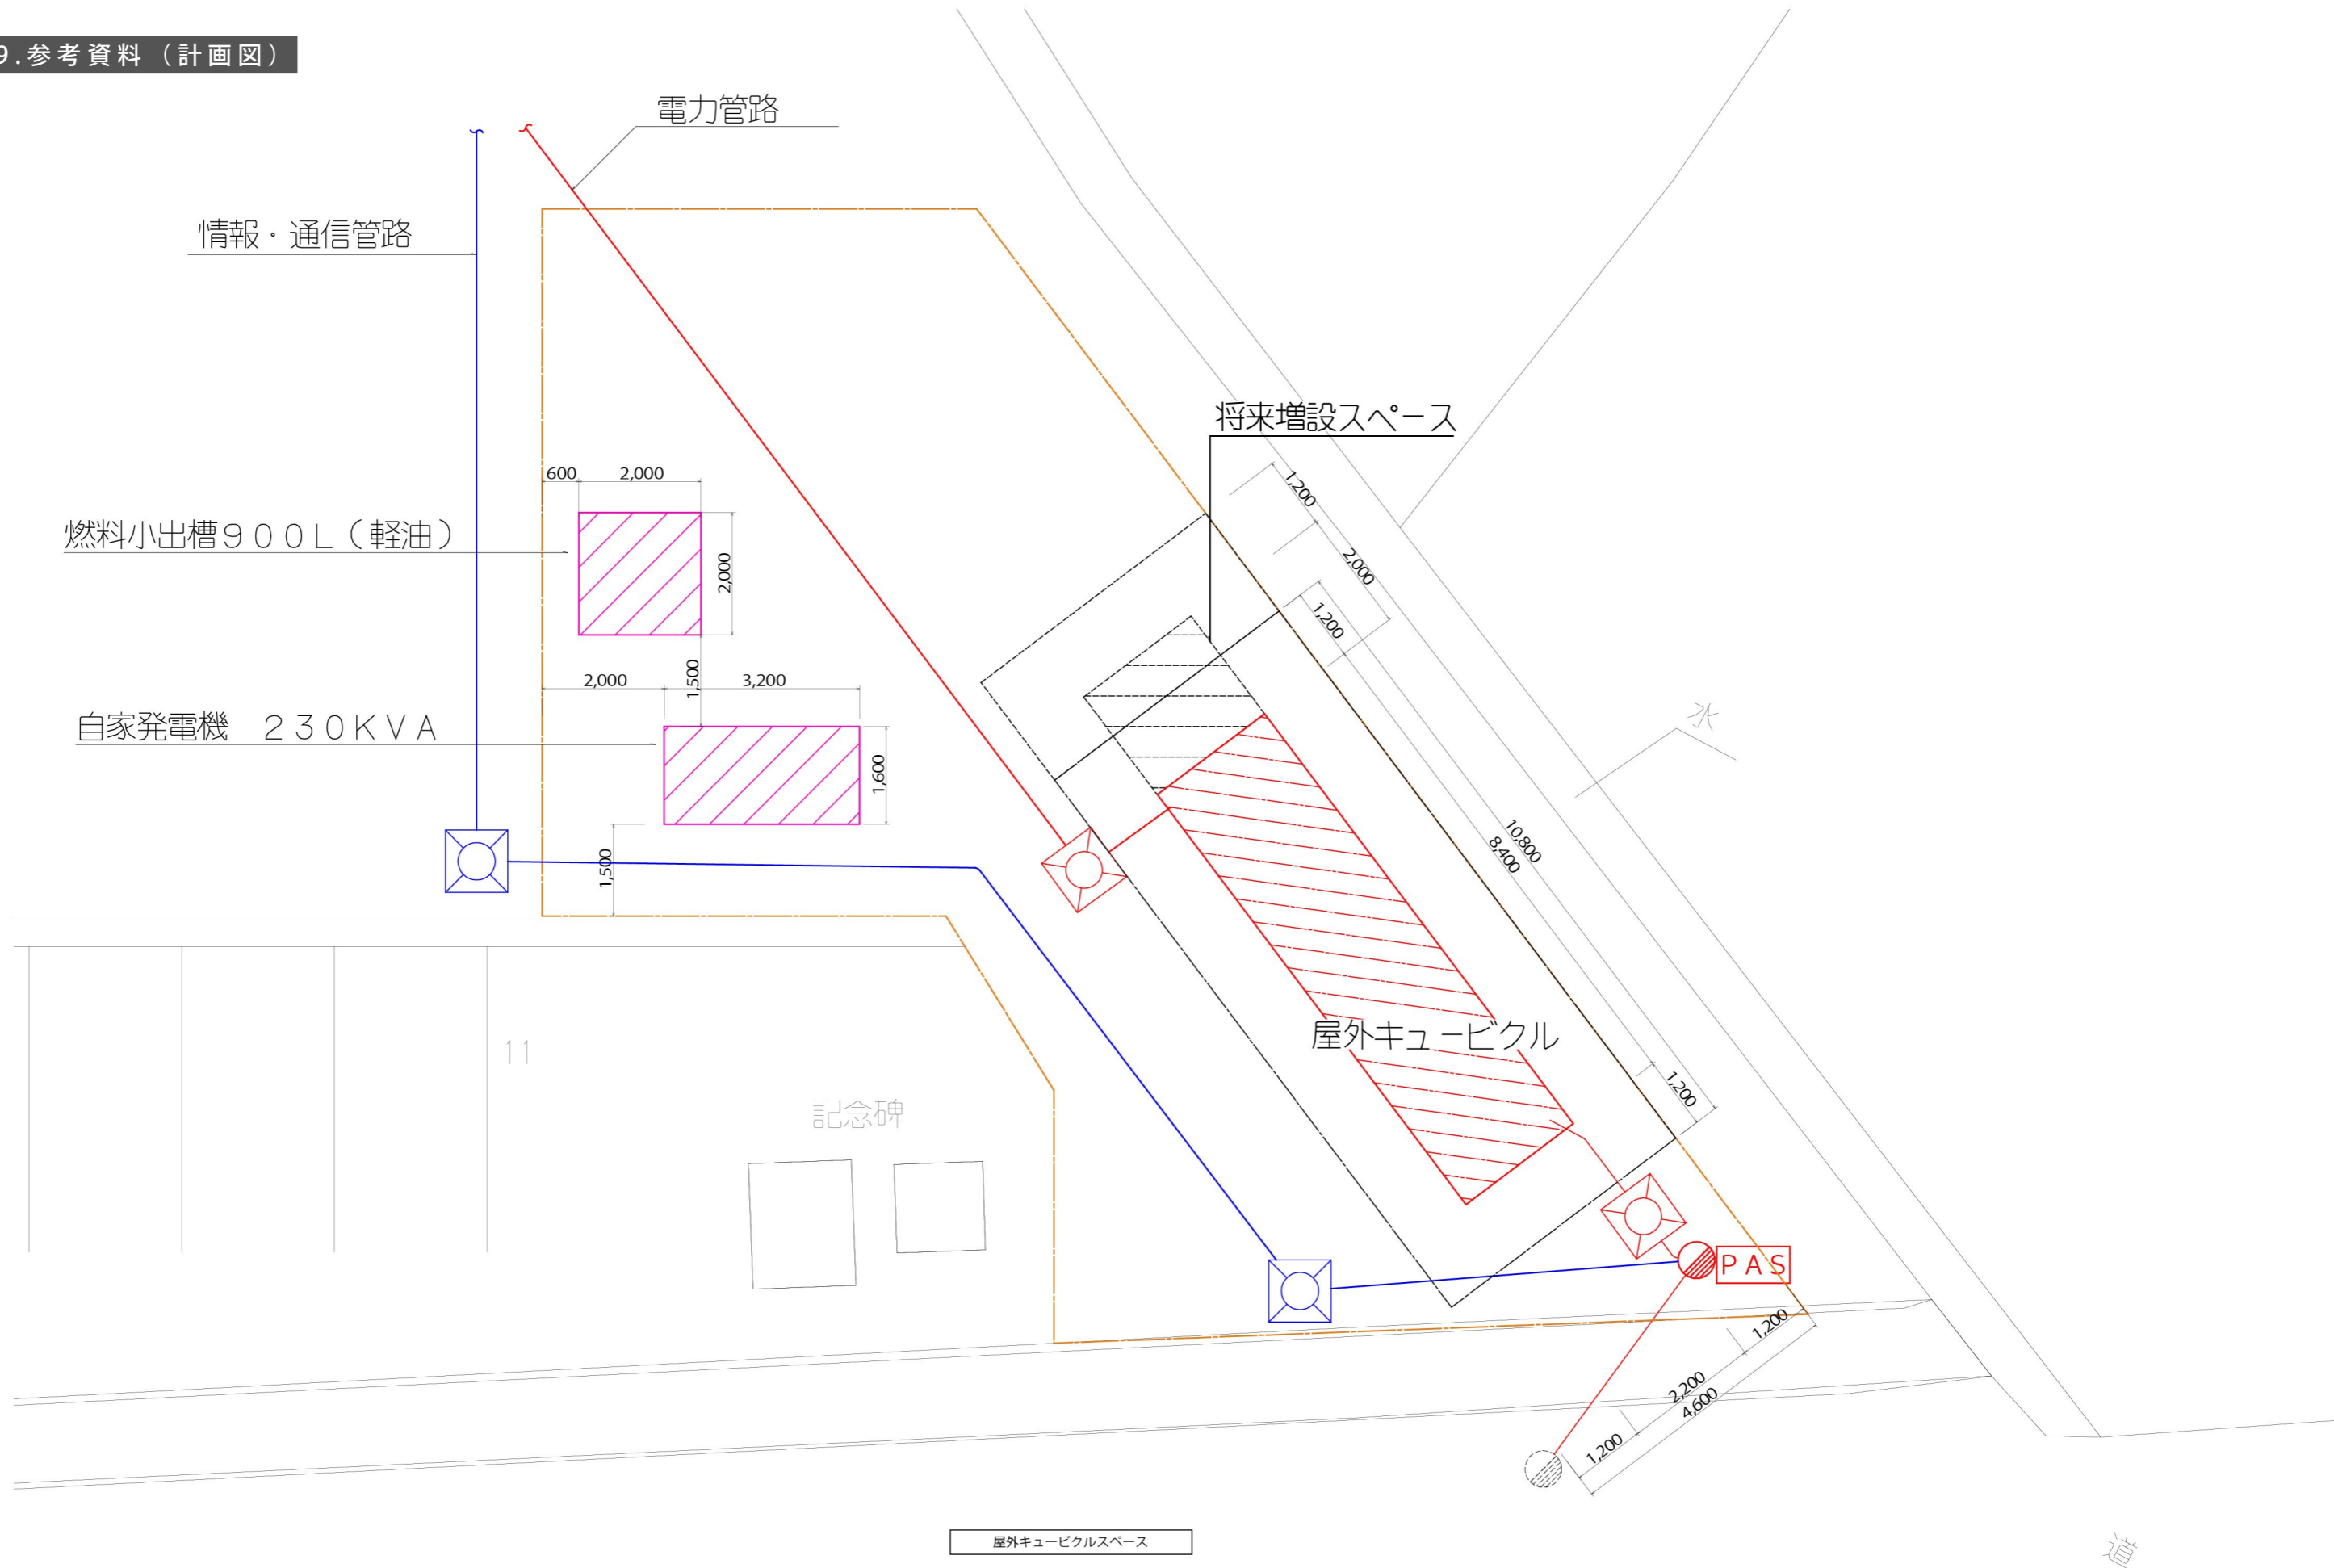 9.参考資料（計画図）
電力管路
情報・通信管路
将来増設スペース
1,200
2,000
1,200
600
2,000
燃料小出槽９００Ｌ（軽油）
2,000
1,500
2,000
3,200
自家発電機　２３０ＫＶＡ
1,600
水
10,800
8,400
1,500
屋外キュービクル
11
1,200
記念碑
ＰＡＳ
1,200
2,200
4,600
1,200
屋外キュービクルスペース
道